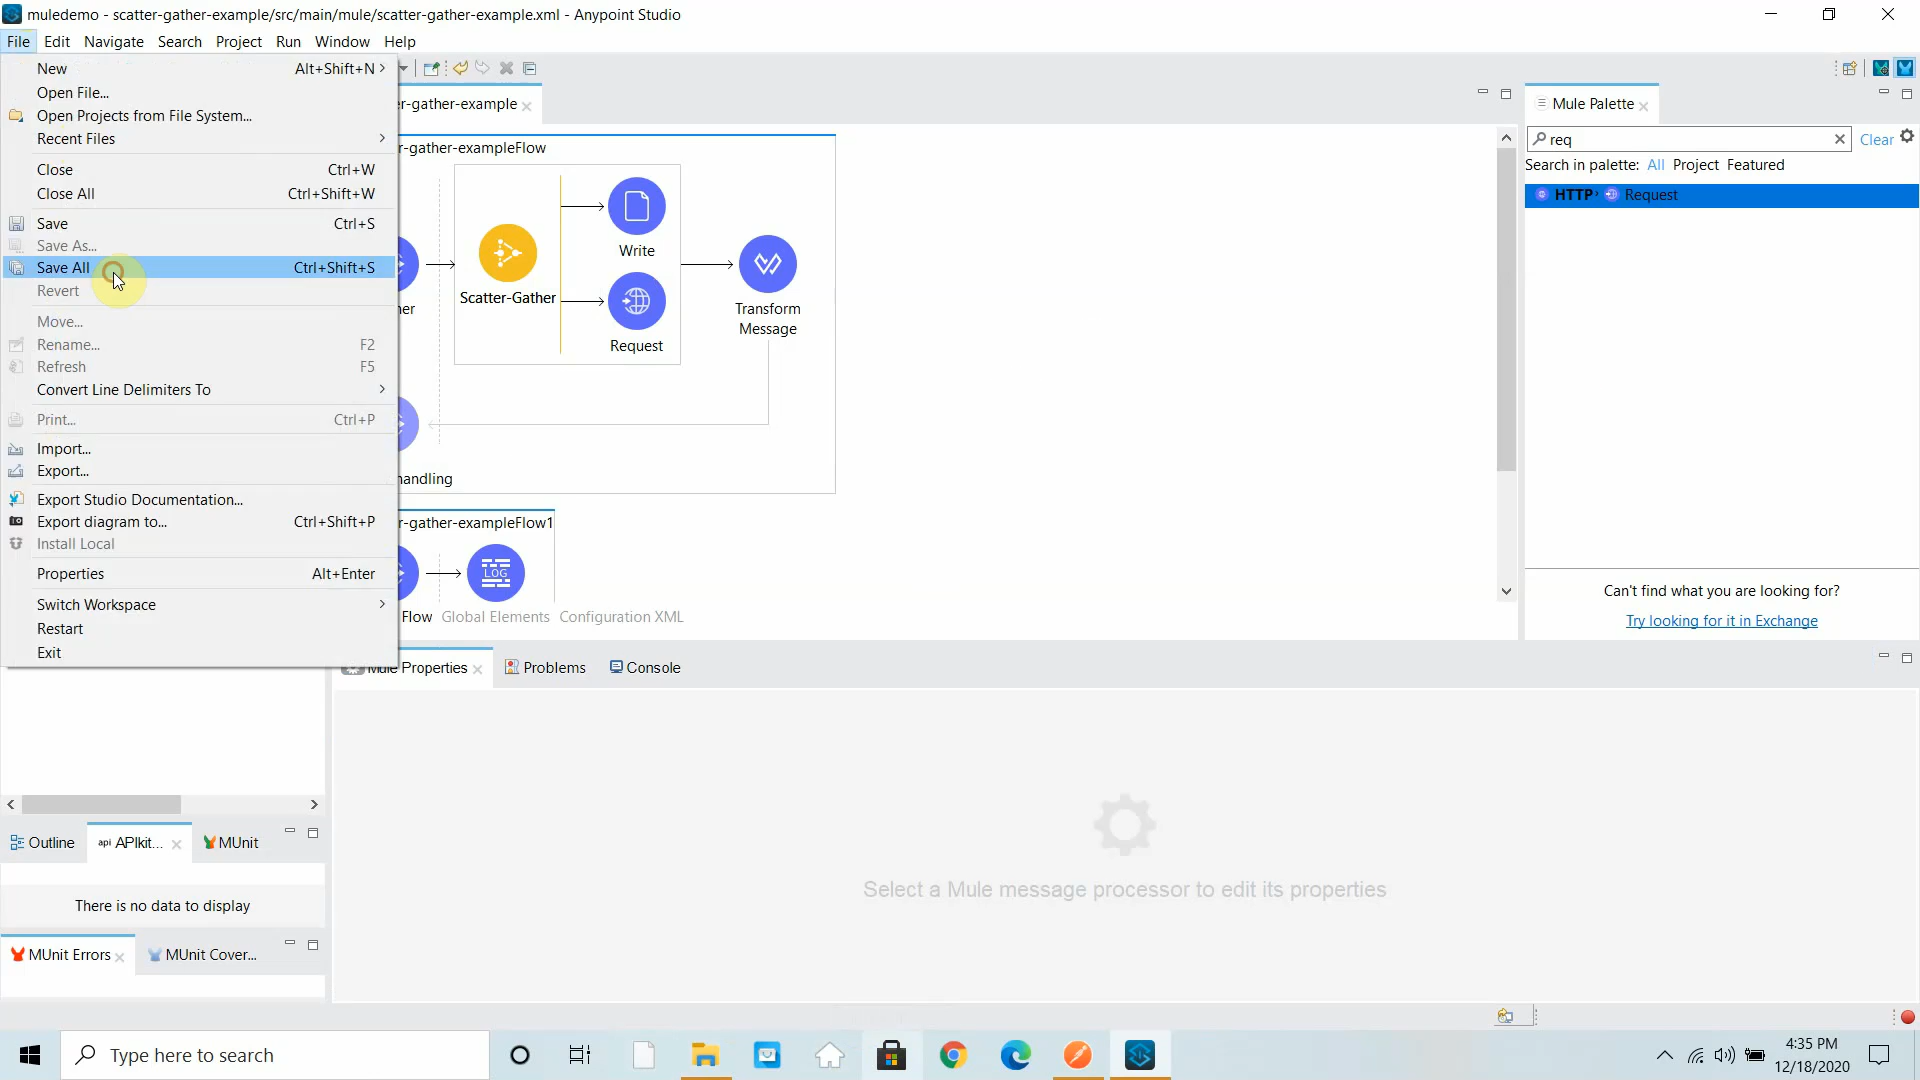 muledemo - scatter-gather-example/src/main/mule/scatter-gather-example.xml - Anypoint Studio
File Edit Navigate Search Project Run Window Help
New Alt+Shift+N
Open File...
Open Projects from File System...
Recent Files
Close Ctrl+W
Close All Ctrl+Shift+W
Save Ctrl+S
Save As...
Save All Ctrl+Shift+S
Revert
Move...
Rename... F2
Refresh F5
Convert Line Delimiters To
Print... Ctrl+P
Import...
Export...
Export Studio Documentation...
Export diagram to... Ctrl+Shift+P
Install Local
Properties Alt+Enter
Switch Workspace
Restart
Exit
r-gather-example
r-gather-exampleFlow
Write
Scatter-Gather
ner
Request
Transform
Message
handling
r-gather-exampleFlow1
LOG
Flow Global Elements Configuration XML
Mule Palette
req
Clear
Search in palette: All Project Featured
HTTP Request
Can't find what you are looking for?
Try looking for it in Exchange
Mule Properties Problems Console
Select a Mule message processor to edit its properties
Outline api APIkit... MUnit
There is no data to display
MUnit Errors MUnit Cover...
Type here to search
4:35 PM
12/18/2020